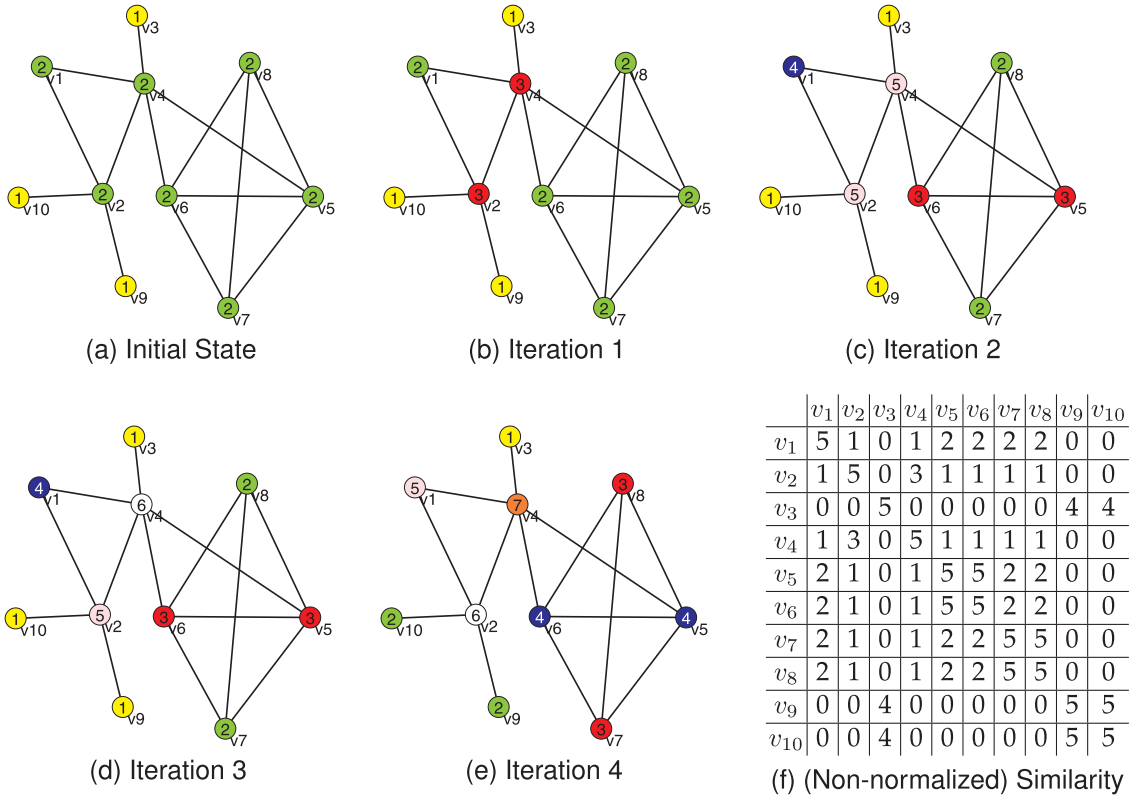 1 v3
2 v1
2 v4
2 v8
1 v10
2 v2
2 v6
2 v5
1 v9
2 v7
(a) Initial State
1 v3
2 v1
3 v4
2 v8
1 v10
3 v2
2 v6
2 v5
1 v9
2 v7
(b) Iteration 1
1 v3
4 v1
5 v4
2 v8
1 v10
5 v2
3 v6
3 v5
1 v9
2 v7
(c) Iteration 2
1 v3
4 v1
6 v4
2 v8
1 v10
5 v2
3 v6
3 v5
1 v9
2 v7
(d) Iteration 3
1 v3
5 v1
7 v4
3 v8
2 v10
6 v2
4 v6
4 v5
2 v9
3 v7
(e) Iteration 4
v1 v2 v3 v4 v5 v6 v7 v8 v9 v10
v1 5 1 0 1 2 2 2 2 0 0
v2 1 5 0 3 1 1 1 1 0 0
v3 0 0 5 0 0 0 0 0 4 4
v4 1 3 0 5 1 1 1 1 0 0
v5 2 1 0 1 5 5 2 2 0 0
v6 2 1 0 1 5 5 2 2 0 0
v7 2 1 0 1 2 2 5 5 0 0
v8 2 1 0 1 2 2 5 5 0 0
v9 0 0 4 0 0 0 0 0 5 5
v10 0 0 4 0 0 0 0 0 5 5
(f) (Non-normalized) Similarity